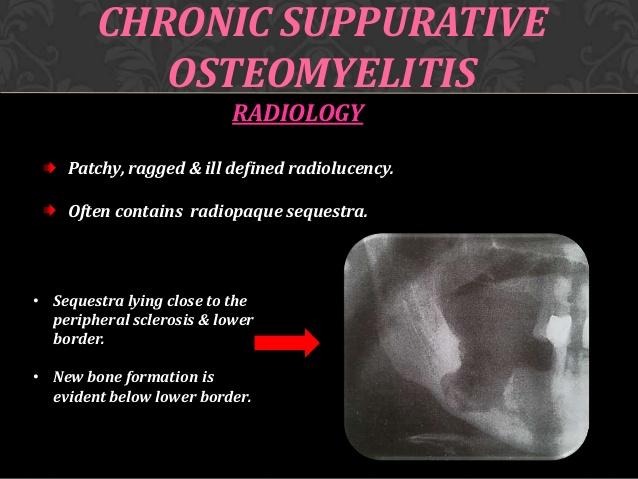 CHRONIC SUPPURATIVE
OSTEOMYELITIS
RADIOLOGY
Patchy, ragged & ill defined radiolucency.
Often contains radiopaque sequestra.
• Sequestra lying close to the
peripheral sclerosis & lower
border.
• New bone formation is
evident below lower border.